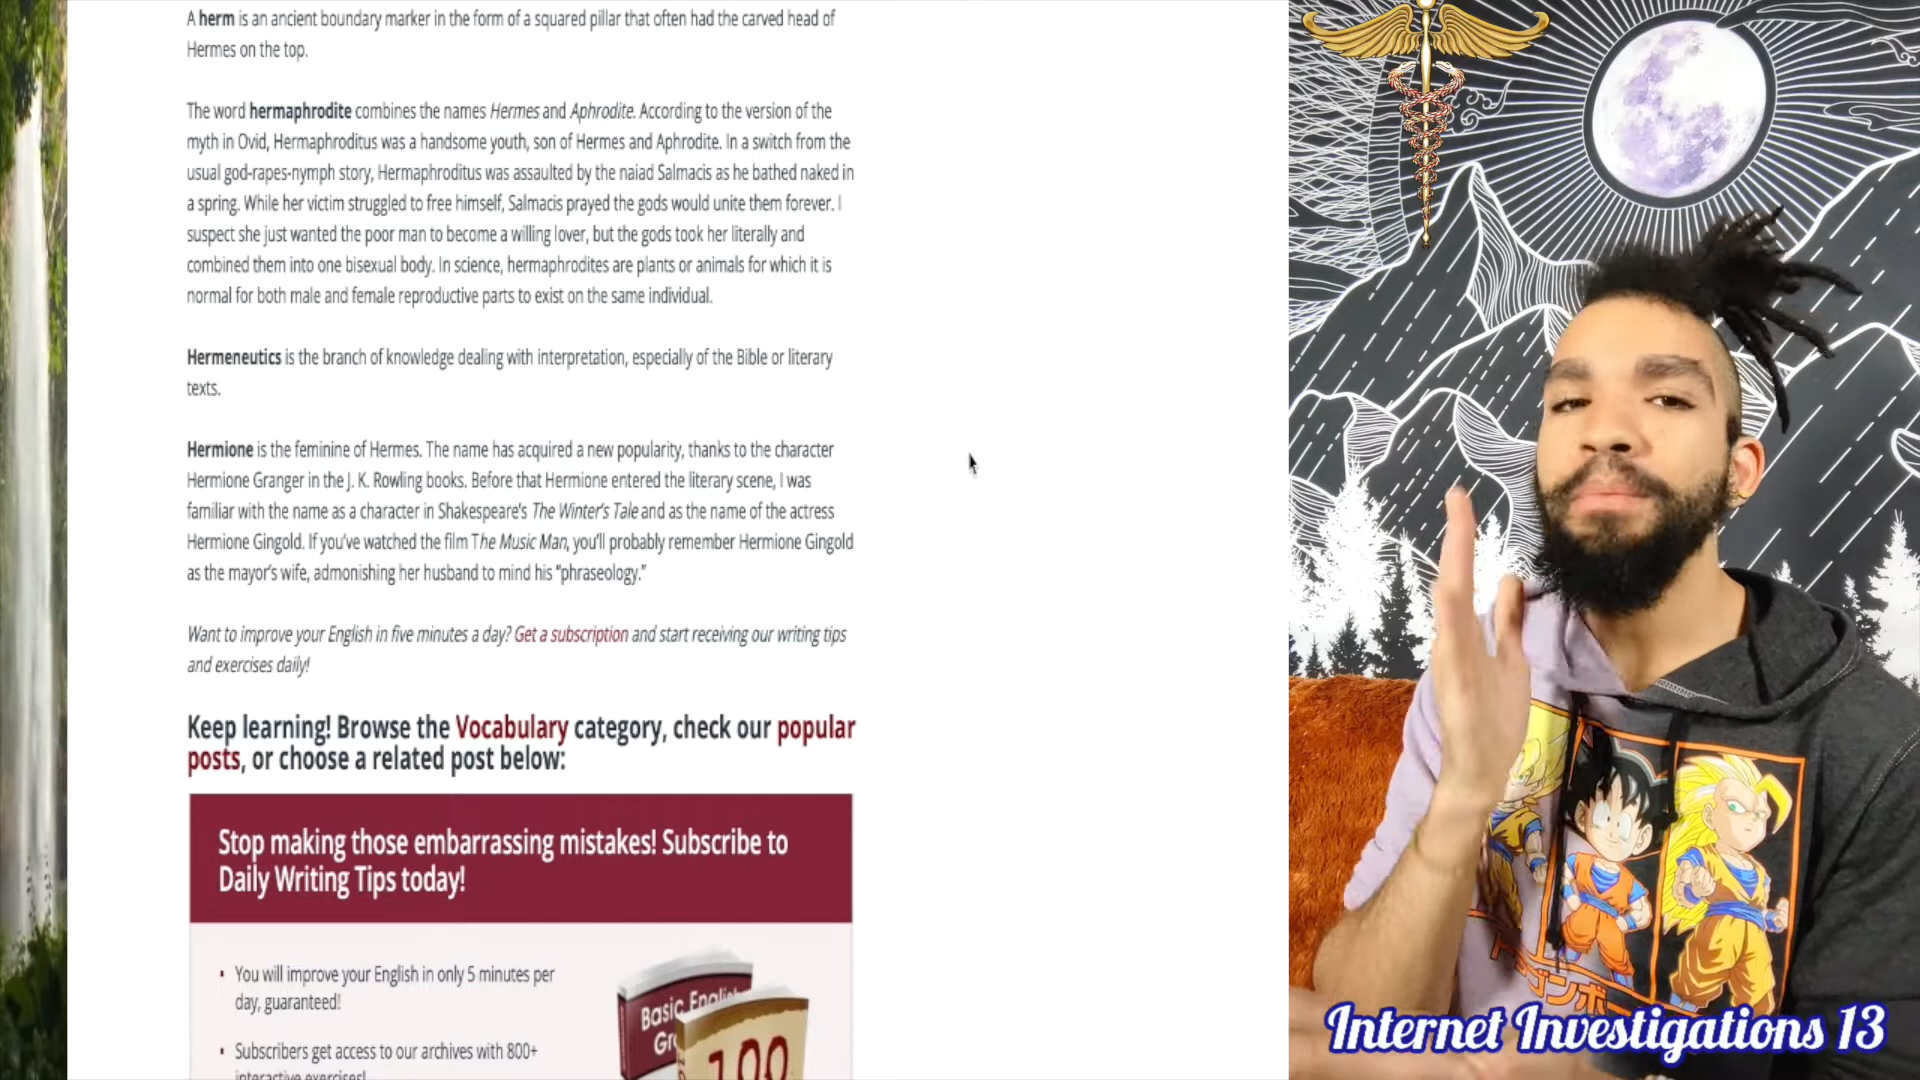 A herm is an ancient boundary marker in the form of a squared pillar that often had the carved head of
Hermes on the top.
The word hermaphrodite combines the names Hermes and Aphrodite. According to the version of the
myth in Ovid, Hermaphroditus was a handsome youth, son of Hermes and Aphrodite. In a switch from the
usual god-rapes-nymph story, Hermaphroditus was assaulted by the naiad Salmacis as he bathed naked in
a spring. While her victim struggled to free himself, Salmacis prayed the gods would unite them forever. I
suspect she just wanted the poor man to become a willing lover, but the gods took her literally and
combined them into one bisexual body. In science, hermaphrodites are plants or animals for which it is
normal for both male and female reproductive parts to exist on the same individual.
Hermeneutics is the branch of knowledge dealing with interpretation, especially of the Bible or literary
texts.
Hermione is the feminine of Hermes. The name has acquired a new popularity, thanks to the character
Hermione Granger in the J. K. Rowling books. Before that Hermione entered the literary scene, I was
familiar with the name as a character in Shakespeare's The Winter's Tale and as the name of the actress
Hermione Gingold. If you've watched the film The Music Man, you'll probably remember Hermione Gingold
as the mayor's wife, admonishing her husband to mind his "phraseology."
Want to improve your English in five minutes a day? Get a subscription and start receiving our writing tips
and exercises daily!
Keep learning! Browse the Vocabulary category, check our popular
posts, or choose a related post below:
Stop making those embarrassing mistakes! Subscribe to
Daily Writing Tips today!
You will improve your English in only 5 minutes per
day, guaranteed!
Subscribers get access to our archives with 800+
interactive exercises!
Basic English
100
Internet Investigations 13